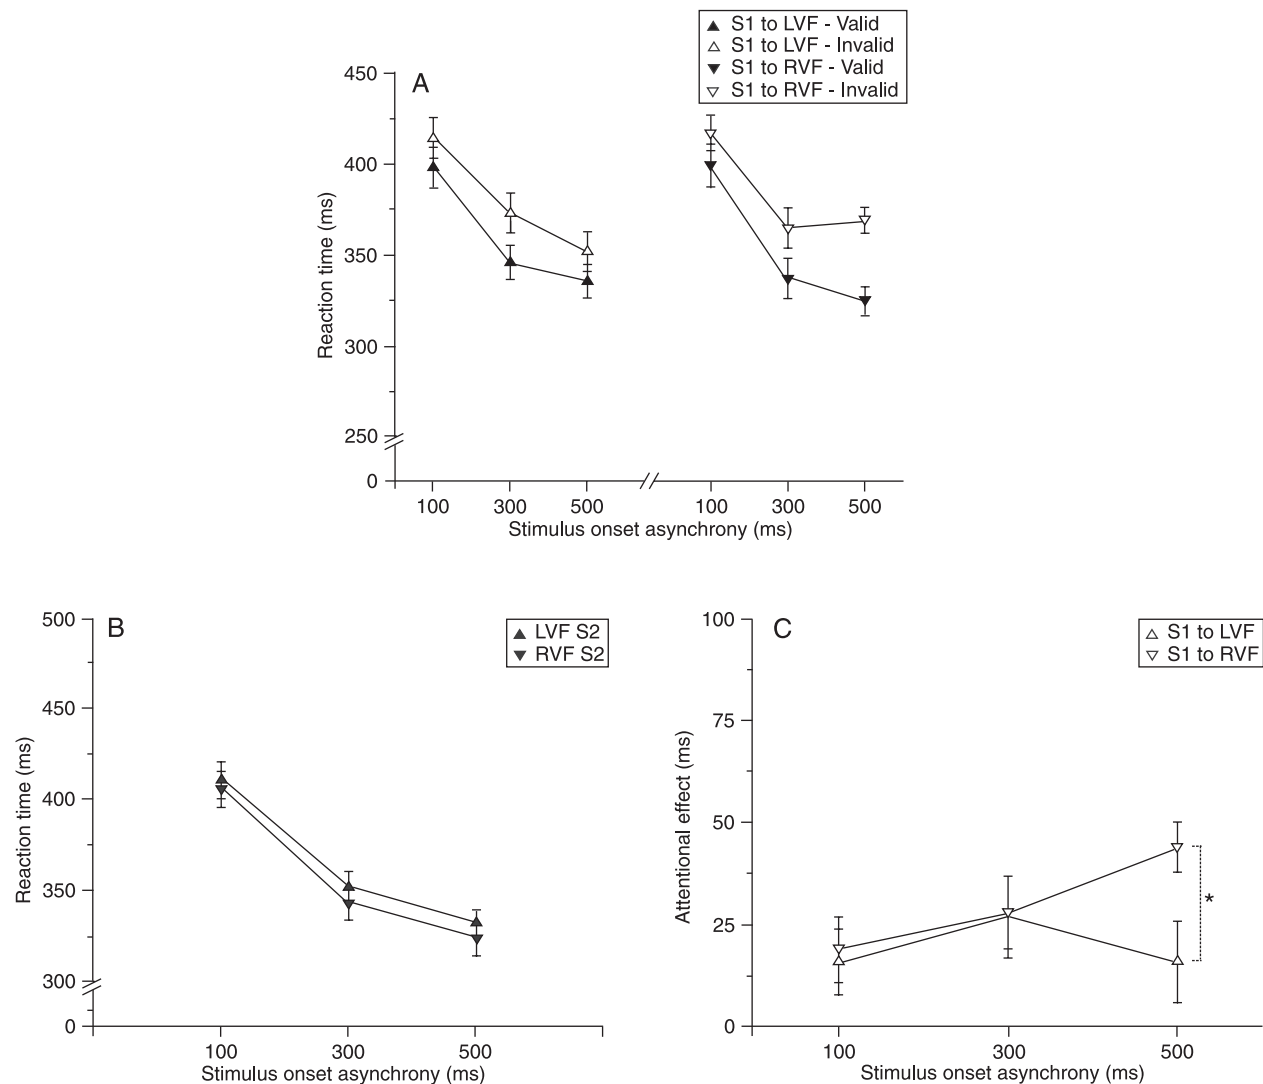 ▲ S1 to LVF - Valid
△ S1 to LVF - Invalid
▼ S1 to RVF - Valid
▽ S1 to RVF - Invalid
A
450
400
350
300
250
0
Reaction time (ms)
100 300 500 100 300 500
Stimulus onset asynchrony (ms)
B
▲ LVF S2
▼ RVF S2
500
450
400
350
300
0
Reaction time (ms)
100 300 500
Stimulus onset asynchrony (ms)
C
△ S1 to LVF
▽ S1 to RVF
100
75
50
25
0
Attentional effect (ms)
*
100 300 500
Stimulus onset asynchrony (ms)